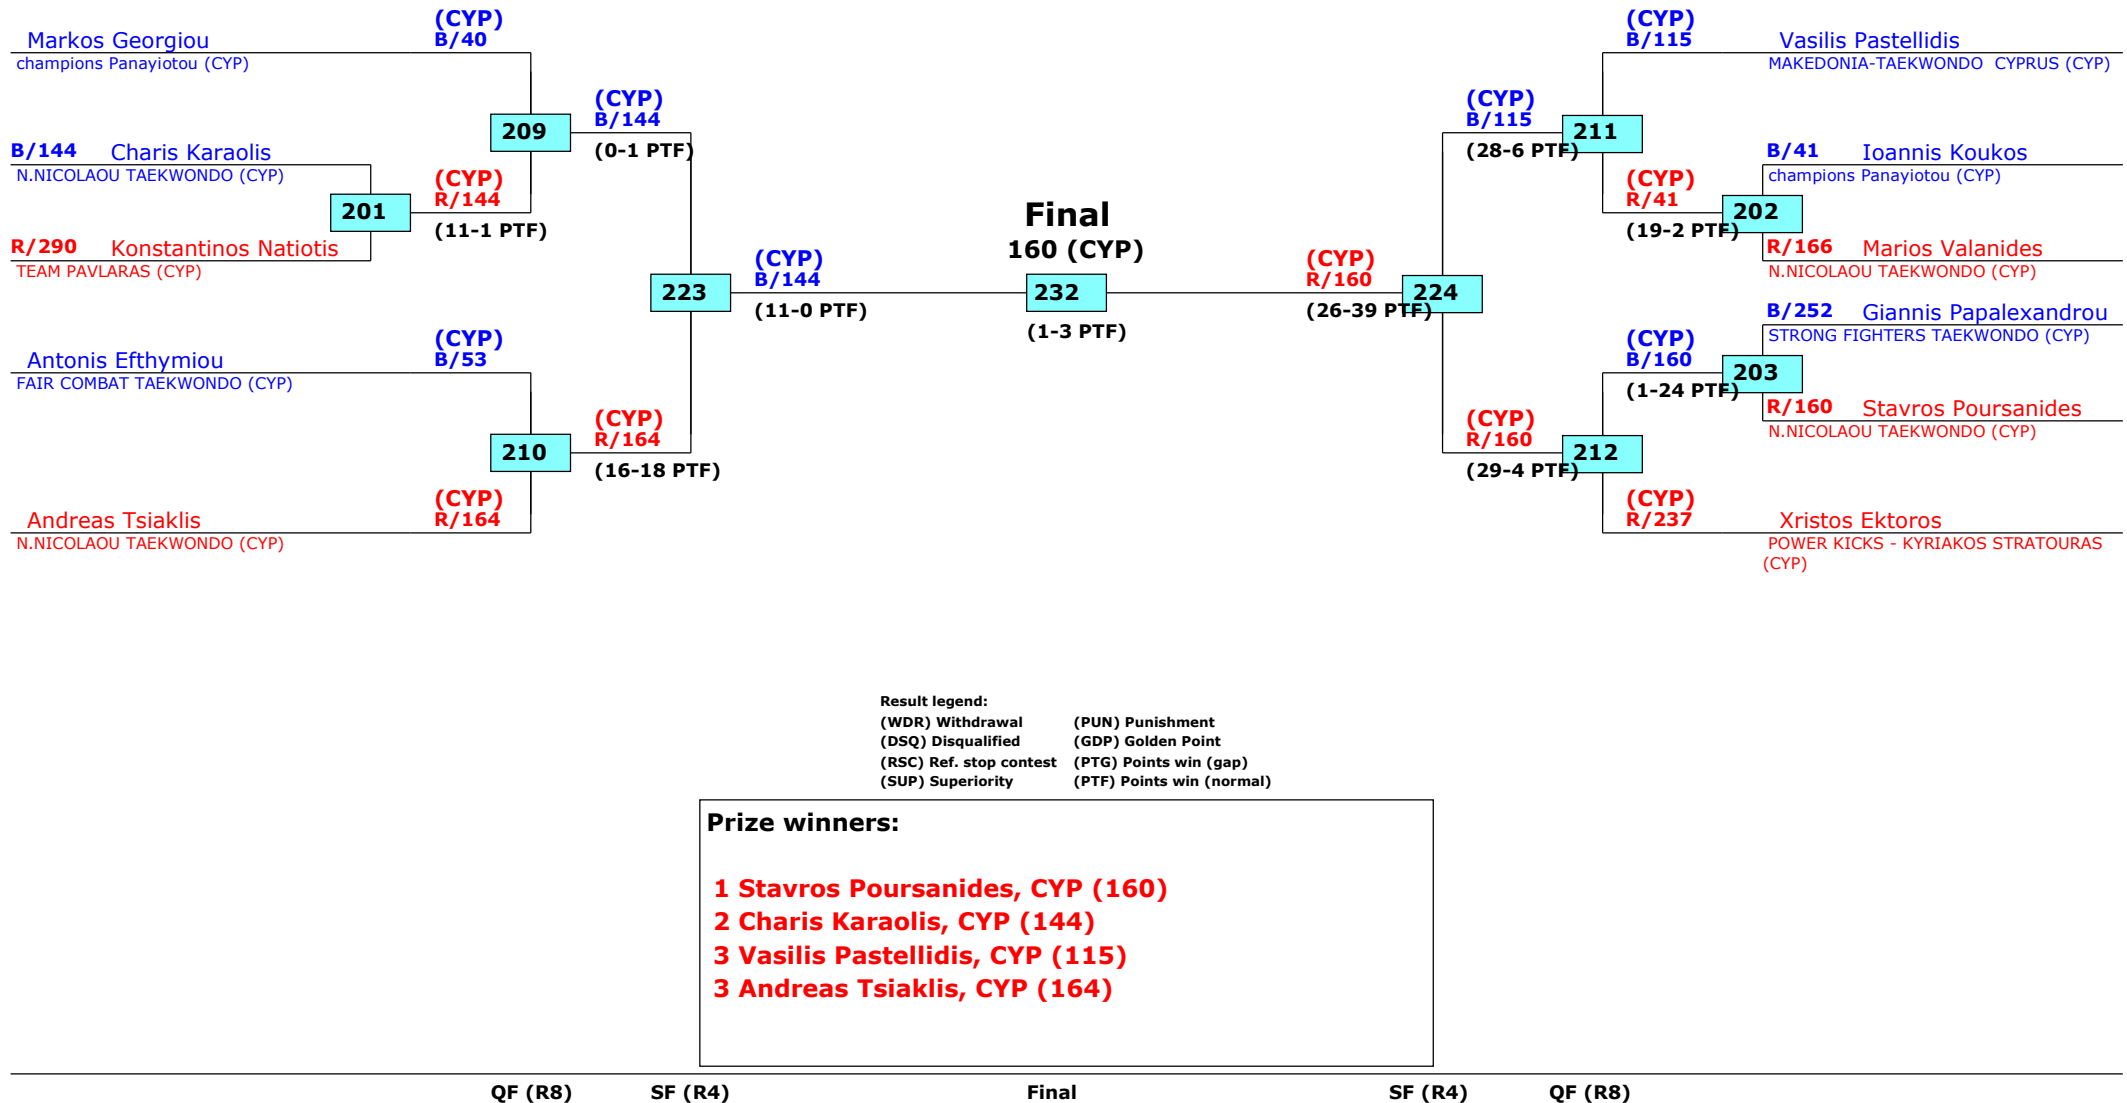 (CYP)
B/40
Markos Georgiou
champions Panayiotou (CYP)
(CYP)
B/144
209
(0-1 PTF)
B/144 Charis Karaolis
N.NICOLAOU TAEKWONDO (CYP)
(CYP)
R/144
201
(11-1 PTF)
R/290 Konstantinos Natiotis
TEAM PAVLARAS (CYP)
(CYP)
B/144
223
(11-0 PTF)
(CYP)
B/53
Antonis Efthymiou
FAIR COMBAT TAEKWONDO (CYP)
(CYP)
R/164
210
(16-18 PTF)
(CYP)
R/164
Andreas Tsiaklis
N.NICOLAOU TAEKWONDO (CYP)
Final
160 (CYP)
232
(1-3 PTF)
(CYP)
B/115
Vasilis Pastellidis
MAKEDONIA-TAEKWONDO CYPRUS (CYP)
(CYP)
B/115
211
(28-6 PTF)
B/41 Ioannis Koukos
champions Panayiotou (CYP)
(CYP)
R/41
202
(19-2 PTF)
R/166 Marios Valanides
N.NICOLAOU TAEKWONDO (CYP)
(CYP)
R/160
224
(26-39 PTF)
B/252 Giannis Papalexandrou
STRONG FIGHTERS TAEKWONDO (CYP)
(CYP)
B/160
203
(1-24 PTF)
R/160 Stavros Poursanides
N.NICOLAOU TAEKWONDO (CYP)
(CYP)
R/160
212
(29-4 PTF)
(CYP)
R/237
Xristos Ektoros
POWER KICKS - KYRIAKOS STRATOURAS
(CYP)
Result legend:
(WDR) Withdrawal (PUN) Punishment
(DSQ) Disqualified (GDP) Golden Point
(RSC) Ref. stop contest (PTG) Points win (gap)
(SUP) Superiority (PTF) Points win (normal)
Prize winners:
1 Stavros Poursanides, CYP (160)
2 Charis Karaolis, CYP (144)
3 Vasilis Pastellidis, CYP (115)
3 Andreas Tsiaklis, CYP (164)
QF (R8) SF (R4) Final SF (R4) QF (R8)